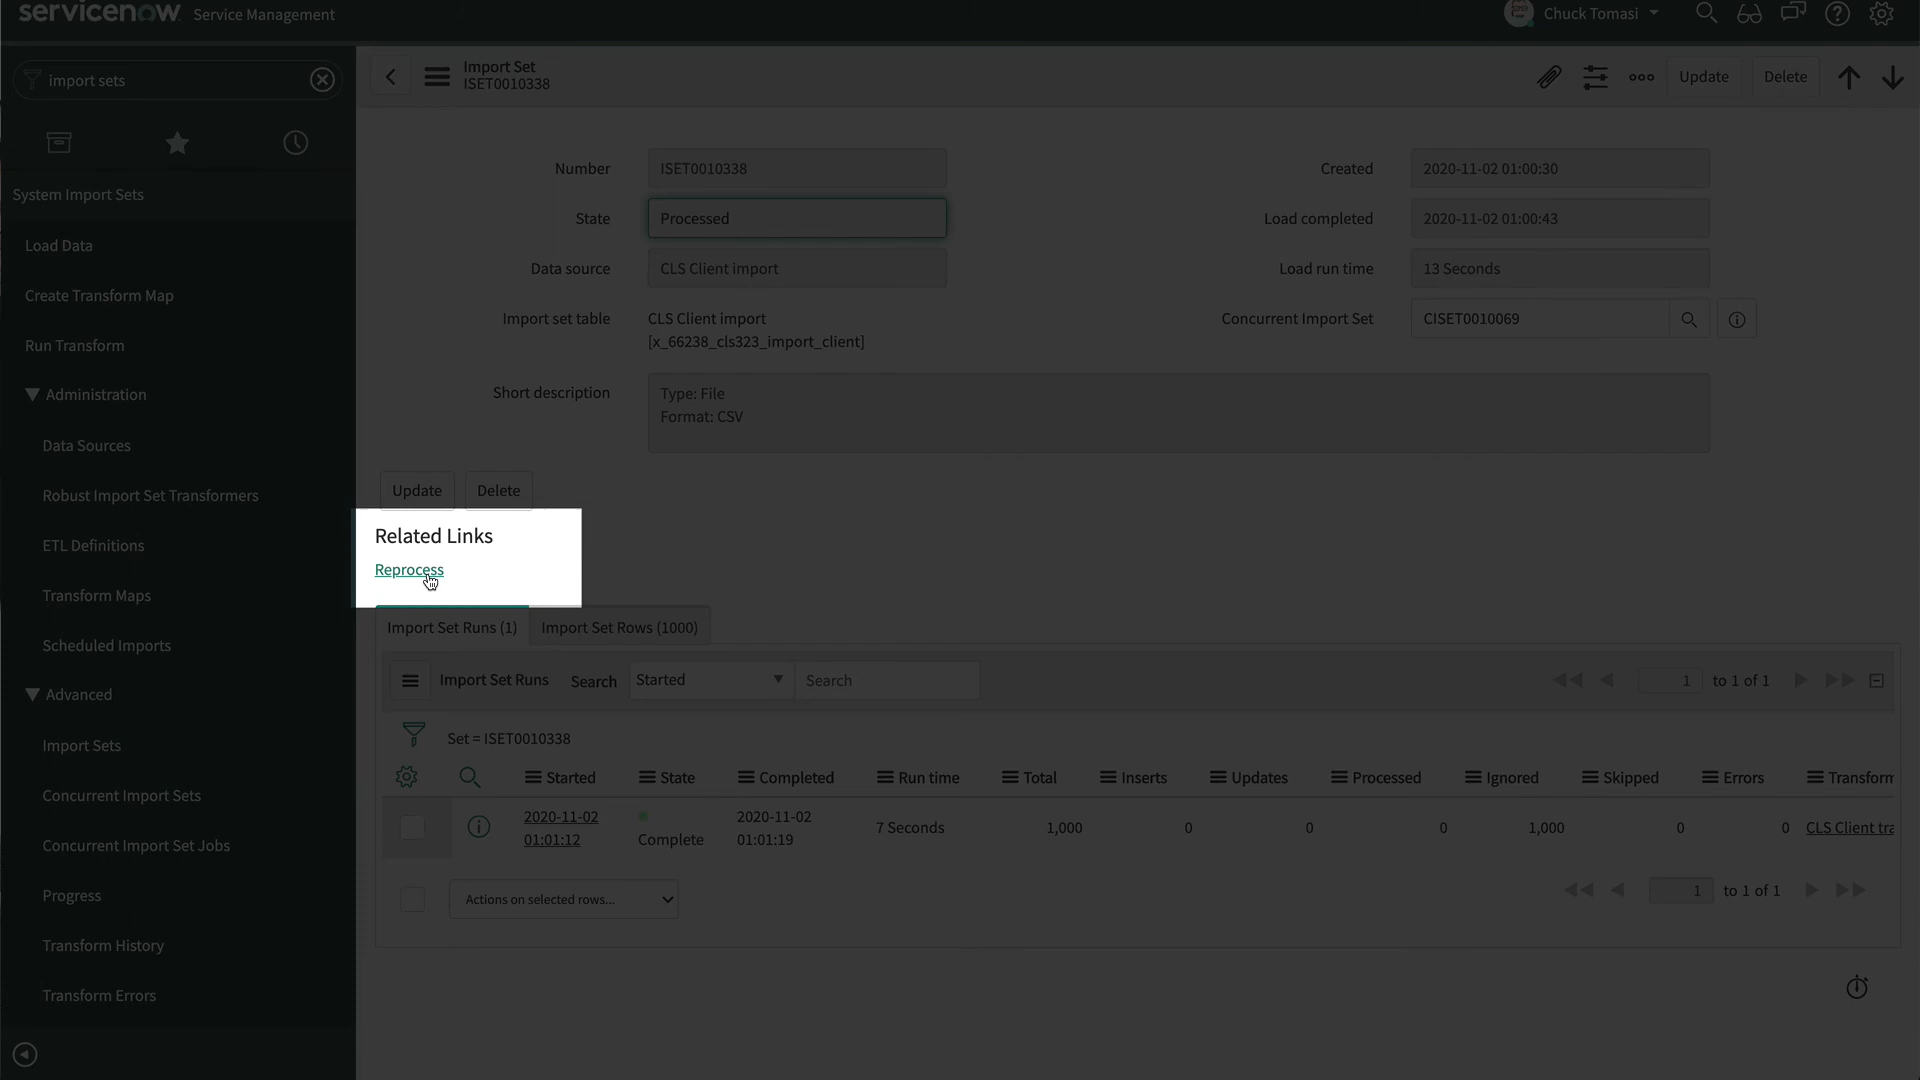 servicenow Service Management
Chuck Tomasi
import sets
System Import Sets
Load Data
Create Transform Map
Run Transform
Administration
Data Sources
Robust Import Set Transformers
ETL Definitions
Transform Maps
Scheduled Imports
Advanced
Import Sets
Concurrent Import Sets
Concurrent Import Set Jobs
Progress
Transform History
Transform Errors
Import Set
ISET0010338
Update Delete
Number ISET0010338
State Processed
Data source CLS Client import
Import set table CLS Client import
[x_66238_cls323_import_client]
Created 2020-11-02 01:00:30
Load completed 2020-11-02 01:00:43
Load run time 13 Seconds
Concurrent Import Set CISET0010069
Short description Type: File
Format: CSV
Update Delete
Related Links
Reprocess
Import Set Runs (1) Import Set Rows (1000)
Import Set Runs Search Started Search 1 to 1 of 1
Set = ISET0010338
Started State Completed Run time Total Inserts Updates Processed Ignored Skipped Errors Transform
2020-11-02 01:01:12 Complete 2020-11-02 01:01:19 7 Seconds 1,000 0 0 0 1,000 0 0 CLS Client tra
Actions on selected rows... 1 to 1 of 1